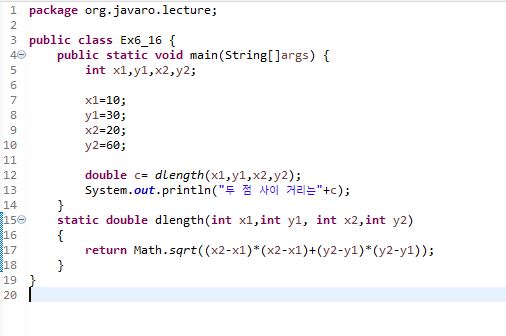 1 package org.javaro.lecture;
2
3 public class Ex6_16 {
4 public static void main(String[]args) {
5 int x1,y1,x2,y2;
6
7 x1=10;
8 y1=30;
9 x2=20;
10 y2=60;
11
12 double c= dlength(x1,y1,x2,y2);
13 System.out.println("두 점 사이 거리는"+c);
14 }
15 static double dlength(int x1,int y1, int x2,int y2)
16 {
17 return Math.sqrt((x2-x1)*(x2-x1)+(y2-y1)*(y2-y1));
18 }
19 }
20